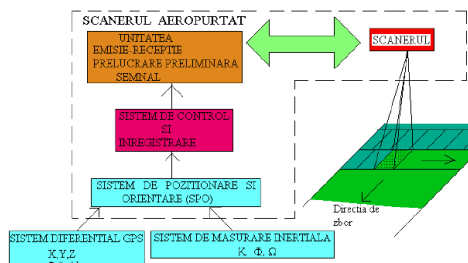 SCANERUL AEROPURTAT
UNITATEA
EMISIE-RECEPTIE
PRELUCRARE PRELIMINARA
SEMNAL
SCANERUL
SISTEM DE CONTROL
SI
INREGISTRARE
SISTEM DE POZITIONARE SI
ORIENTARE (SPO)
Directia de
zbor
SISTEM DIFERENTIAL GPS
X,Y,Z
SISTEM DE MASURARE INERTIALA
K, Φ, Ω